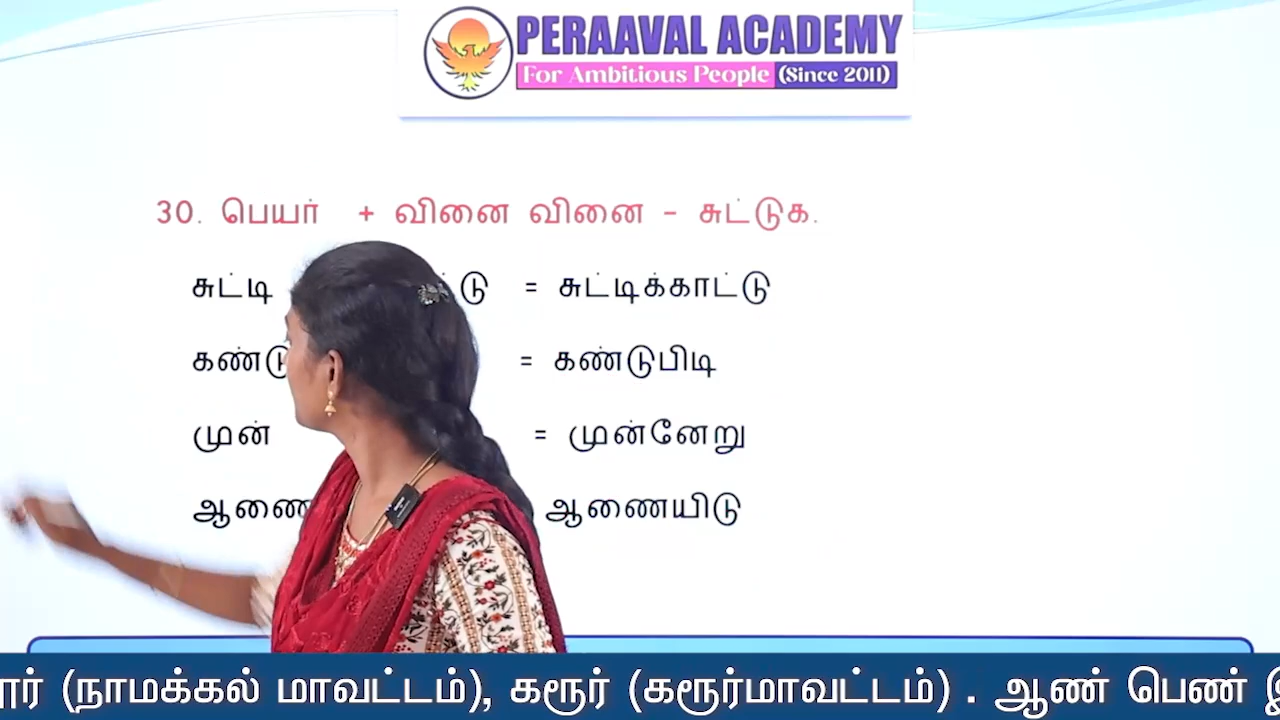 PERAAVAL ACADEMY
For Ambitious People (Since 2011)
30. பெயர் + வினை வினை - சுட்டுக.
சுட்டி = சுட்டிக்காட்டு
= கண்டுபிடி
முன் = முன்னேறு
ஆணை ஆணையிடு
(நாமக்கல் மாவட்டம்), கரூர் (கரூர்மாவட்டம்) . ஆண் பெண்